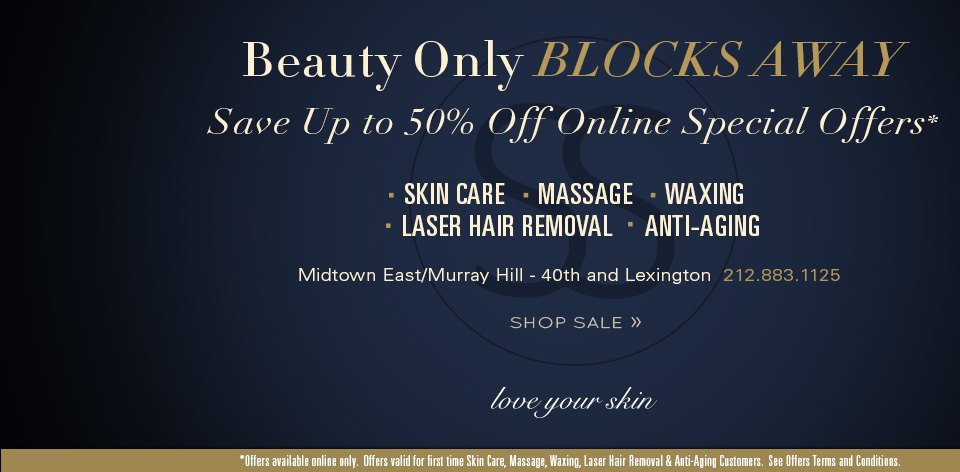 Beauty Only BLOCKS AWAY
Save Up to 50% Off Online Special Offers*
▪ SKIN CARE ▪ MASSAGE ▪ WAXING
▪ LASER HAIR REMOVAL ▪ ANTI-AGING
Midtown East/Murray Hill - 40th and Lexington 212.883.1125
SHOP SALE »
love your skin
*Offers available online only. Offers valid for first time Skin Care, Massage, Waxing, Laser Hair Removal & Anti-Aging Customers. See Offers Terms and Conditions.